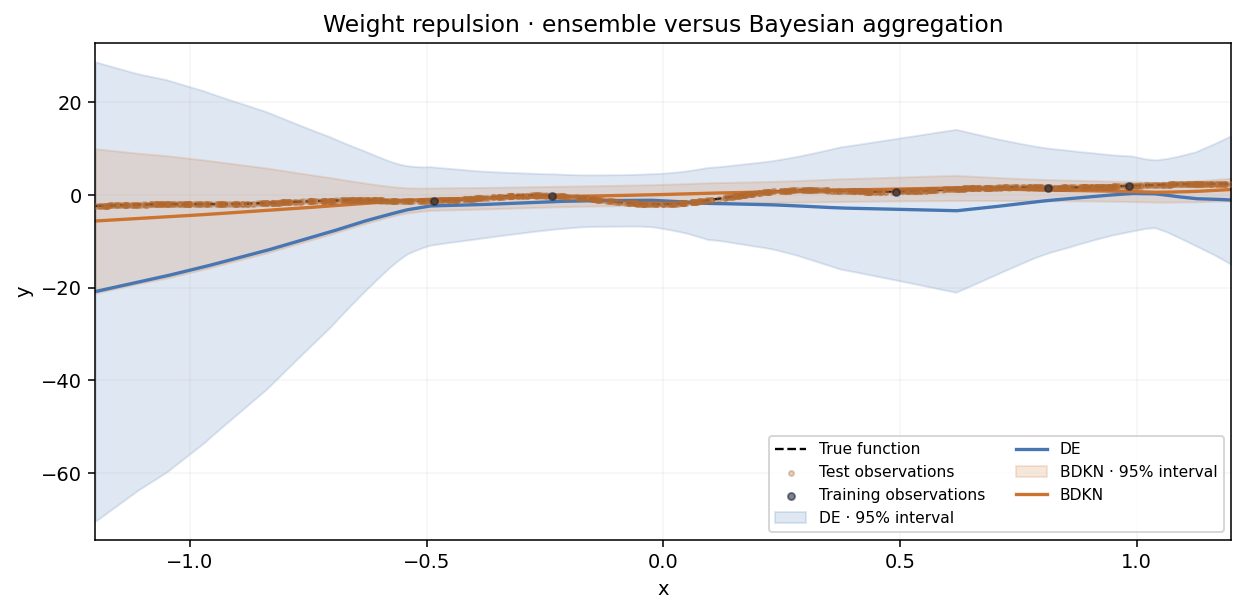 Weight repulsion · ensemble versus Bayesian aggregation
y
20
0
−20
−40
−60
True function
Test observations
Training observations
DE · 95% interval
DE
BDKN · 95% interval
BDKN
−1.0
−0.5
0.0
0.5
1.0
x